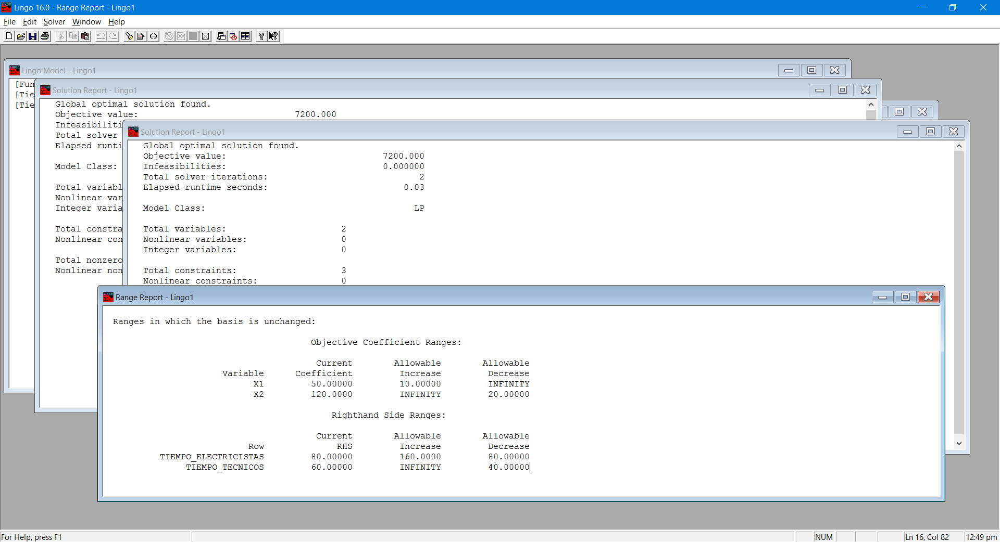 Lingo 16.0 - Range Report - Lingo1
File Edit Solver Window Help
Lingo Model - Lingo1
[Fun
[Tie
[Tie
Solution Report - Lingo1
Global optimal solution found.
Objective value: 7200.000
Infeasibiliti
Total solver
Elapsed runti
Model Class:
Total variabl
Nonlinear var
Integer varia
Total constra
Nonlinear con
Total nonzero
Nonlinear non
Solution Report - Lingo1
Global optimal solution found.
Objective value: 7200.000
Infeasibilities: 0.000000
Total solver iterations: 2
Elapsed runtime seconds: 0.03
Model Class: LP
Total variables: 2
Nonlinear variables: 0
Integer variables: 0
Total constraints: 3
Nonlinear constraints: 0
Range Report - Lingo1
Ranges in which the basis is unchanged:
Objective Coefficient Ranges:
Current Allowable Allowable
Variable Coefficient Increase Decrease
X1 50.00000 10.00000 INFINITY
X2 120.0000 INFINITY 20.00000
Righthand Side Ranges:
Current Allowable Allowable
Row RHS Increase Decrease
TIEMPO_ELECTRICISTAS 80.00000 160.0000 80.00000
TIEMPO_TECNICOS 60.00000 INFINITY 40.00000
For Help, press F1 NUM Ln 16, Col 82 12:49 pm